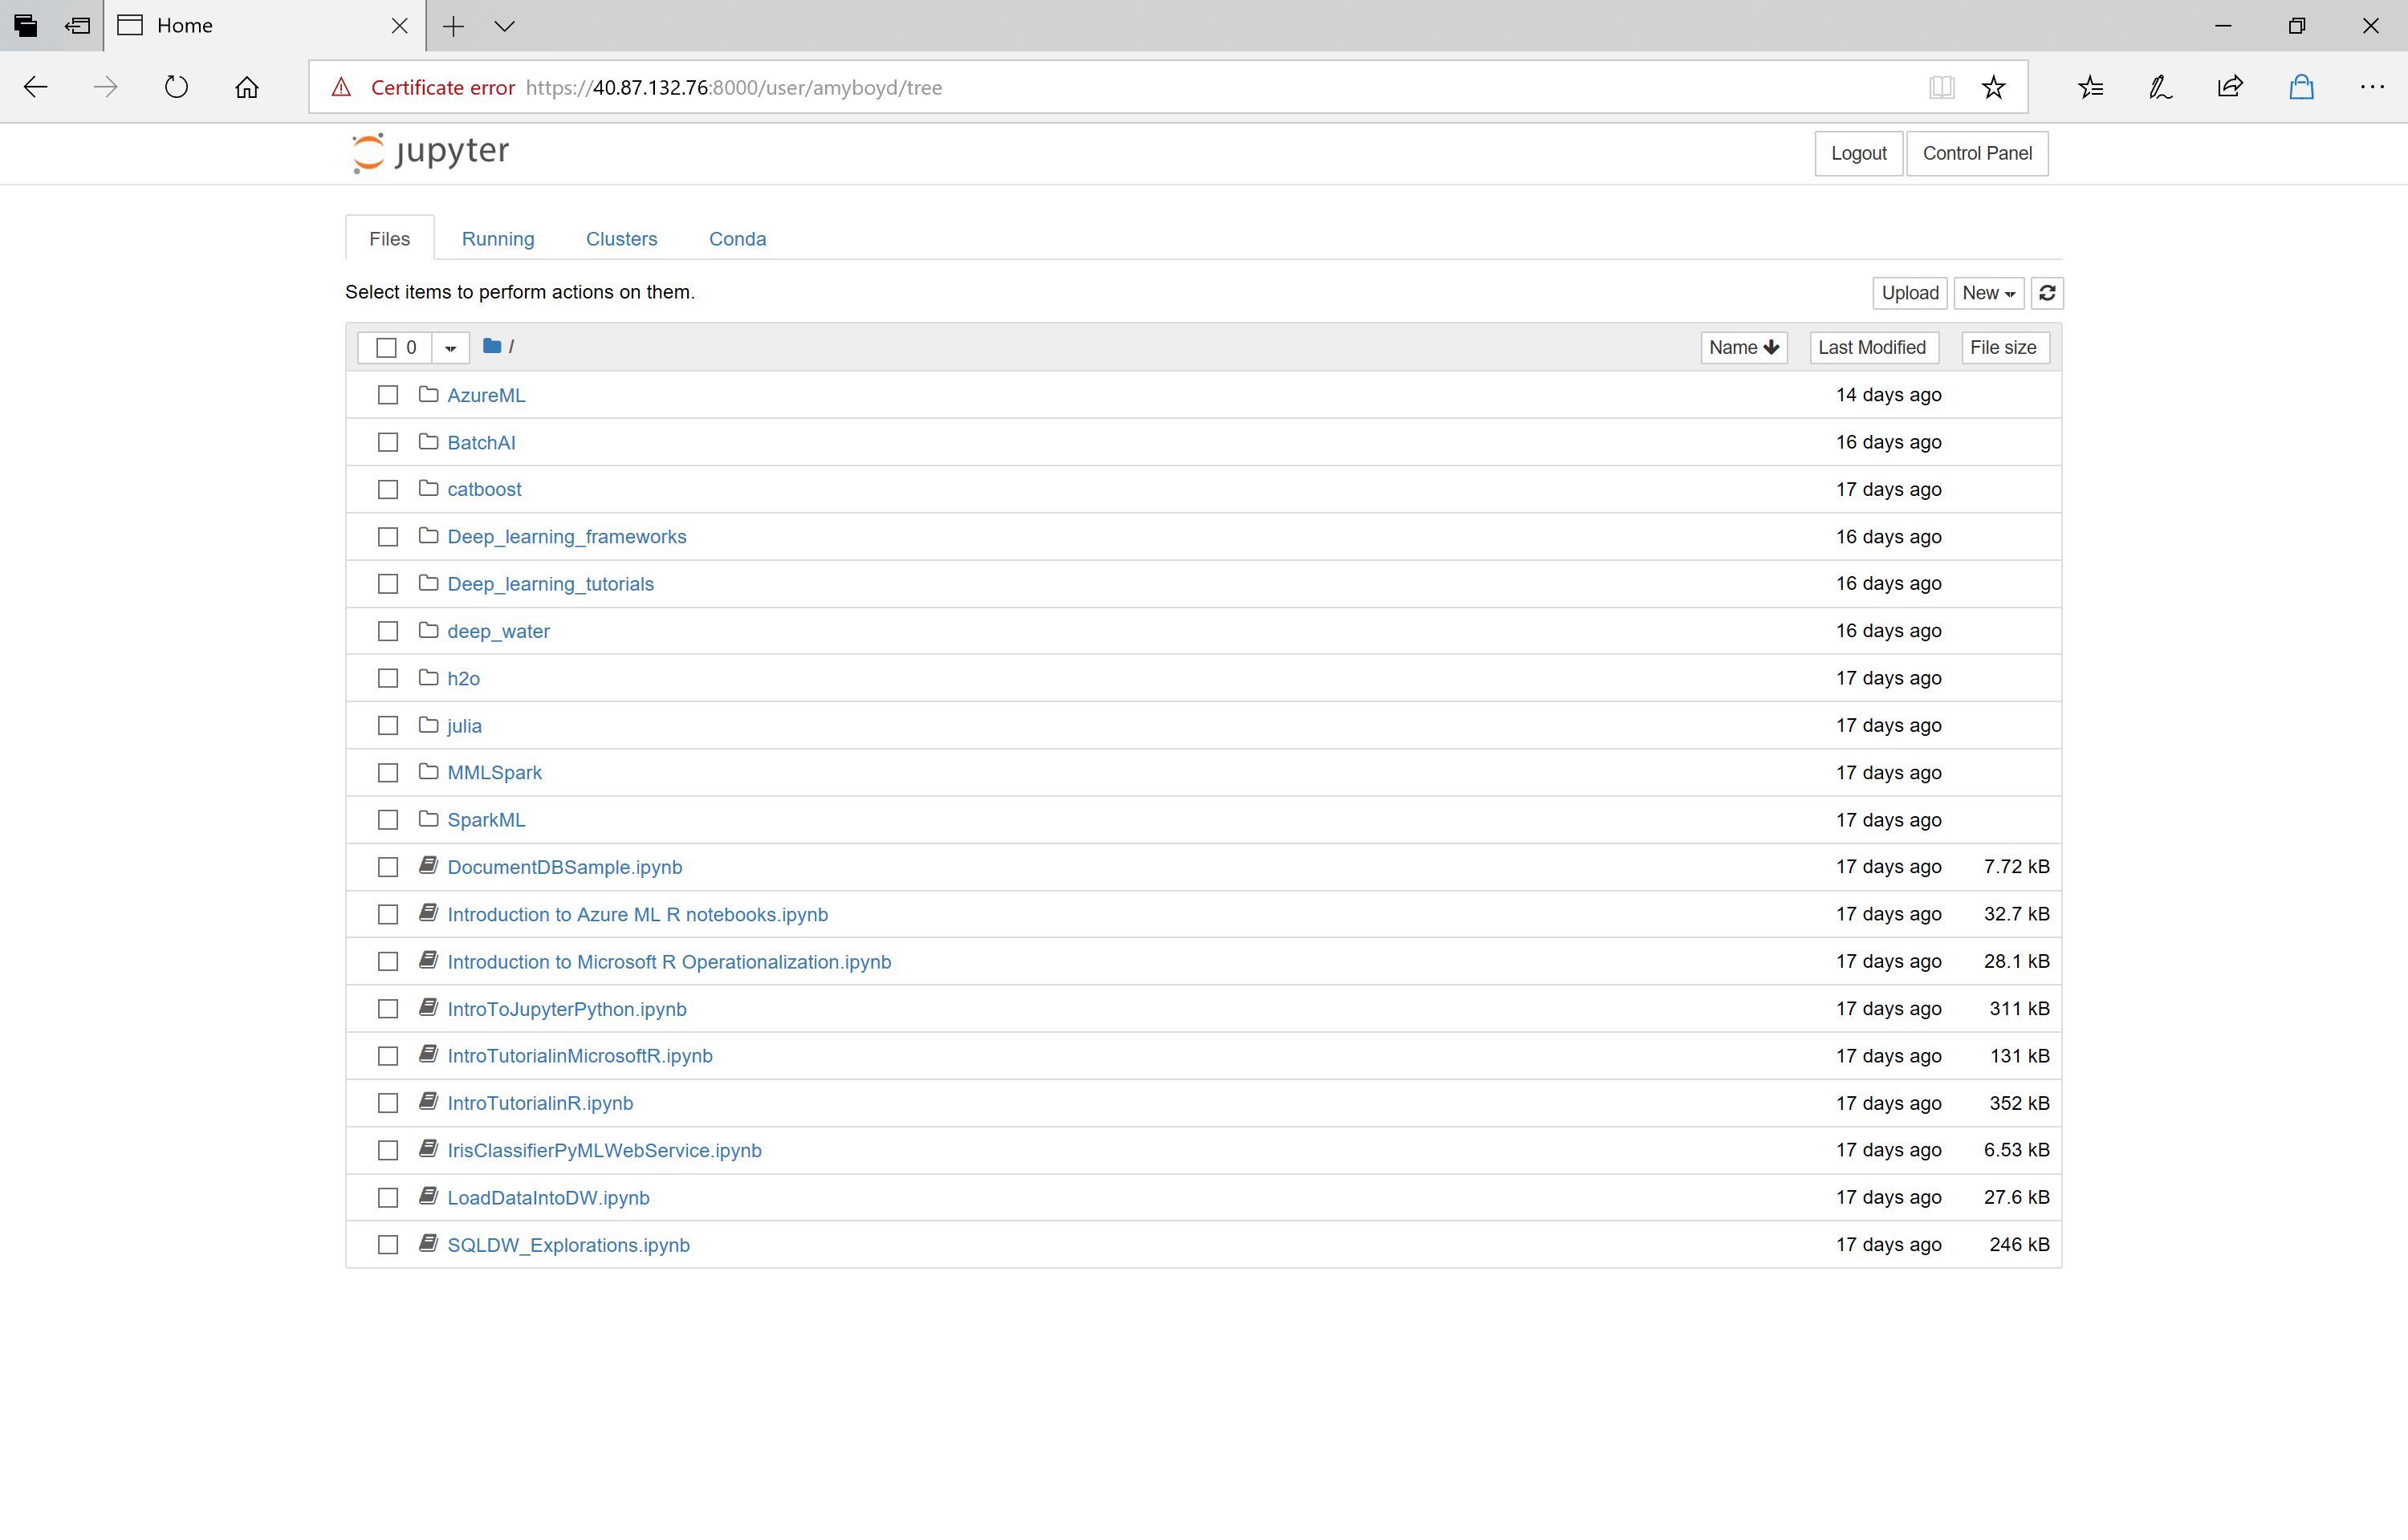 Home
Certificate error https://40.87.132.76:8000/user/amyboyd/tree
jupyter
Logout Control Panel
Files Running Clusters Conda
Select items to perform actions on them.
Upload New
0 / Name Last Modified File size
AzureML 14 days ago
BatchAI 16 days ago
catboost 17 days ago
Deep_learning_frameworks 16 days ago
Deep_learning_tutorials 16 days ago
deep_water 16 days ago
h2o 17 days ago
julia 17 days ago
MMLSpark 17 days ago
SparkML 17 days ago
DocumentDBSample.ipynb 17 days ago 7.72 kB
Introduction to Azure ML R notebooks.ipynb 17 days ago 32.7 kB
Introduction to Microsoft R Operationalization.ipynb 17 days ago 28.1 kB
IntroToJupyterPython.ipynb 17 days ago 311 kB
IntroTutorialinMicrosoftR.ipynb 17 days ago 131 kB
IntroTutorialinR.ipynb 17 days ago 352 kB
IrisClassifierPyMLWebService.ipynb 17 days ago 6.53 kB
LoadDataIntoDW.ipynb 17 days ago 27.6 kB
SQLDW_Explorations.ipynb 17 days ago 246 kB